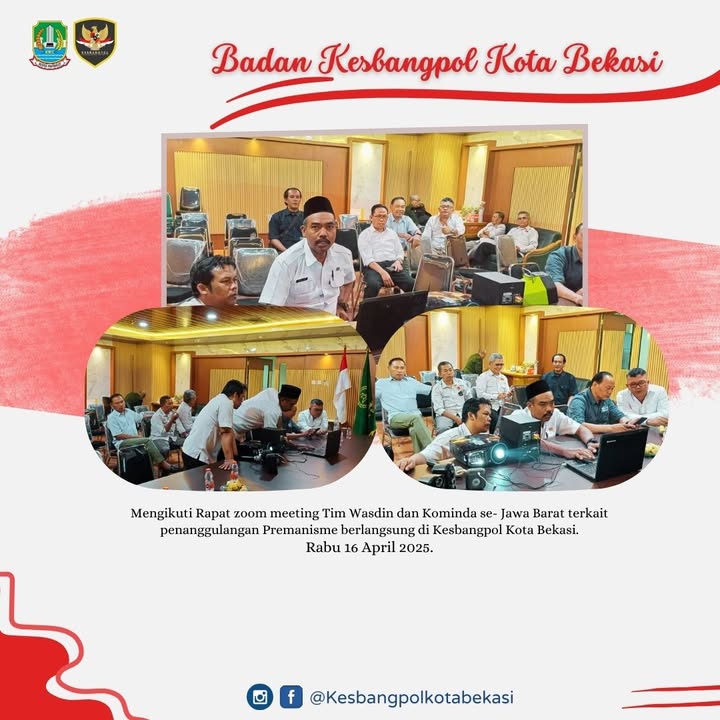 Badan Kesbangpol Kota Bekasi
Mengikuti Rapat zoom meeting Tim Wasdin dan Kominda se- Jawa Barat terkait
penanggulangan Premanisme berlangsung di Kesbangpol Kota Bekasi.
Rabu 16 April 2025.
@Kesbangpolkotabekasi